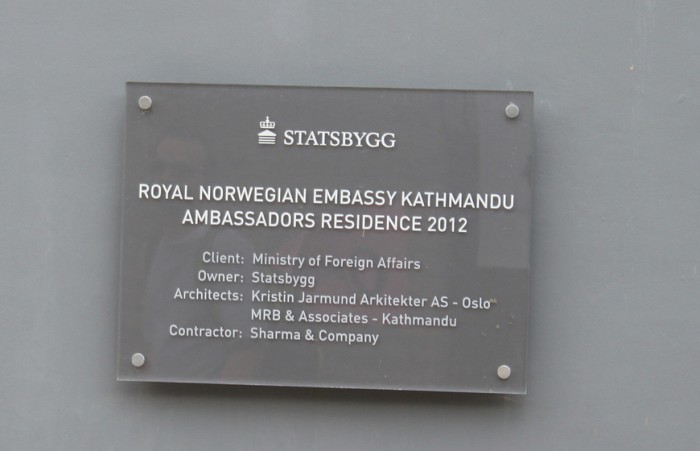 STATSBYGG
ROYAL NORWEGIAN EMBASSY KATHMANDU
AMBASSADORS RESIDENCE 2012
Client: Ministry of Foreign Affairs
Owner: Statsbygg
Architects: Kristin Jarmund Arkitekter AS - Oslo
MRB & Associates - Kathmandu
Contractor: Sharma & Company